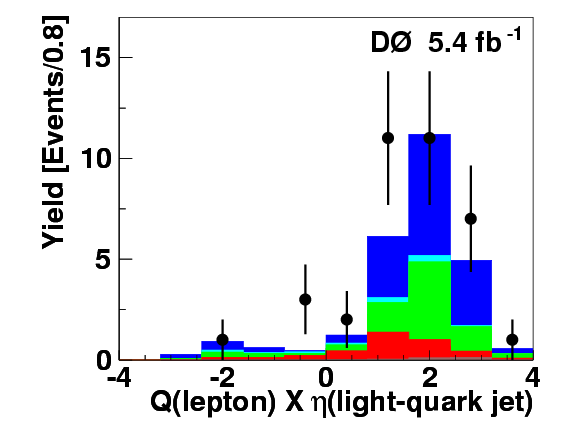 DØ 5.4 fb-1
Yield [Events/0.8]
15
10
5
0
-4 -2 0 2 4
Q(lepton) X η(light-quark jet)